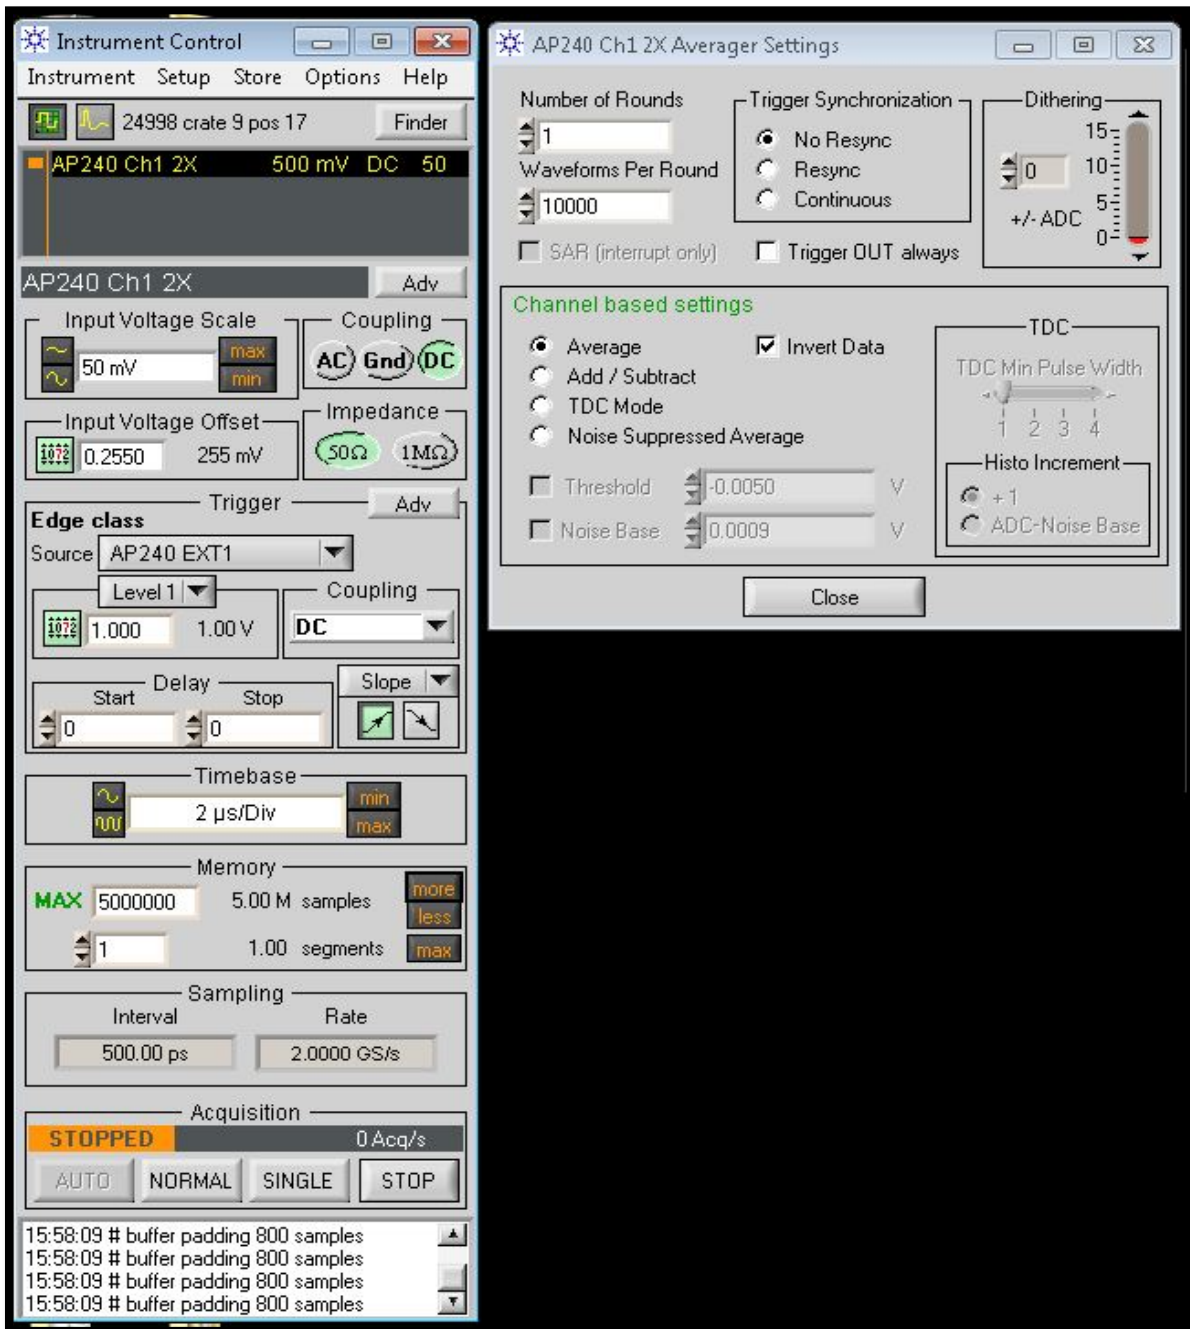 Instrument Control
Instrument Setup Store Options Help
24998 crate 9 pos 17 Finder
AP240 Ch1 2X 500 mV DC 50
AP240 Ch1 2X Adv
Input Voltage Scale Coupling
50 mV max min AC Gnd DC
Input Voltage Offset Impedance
1072 0.2550 255 mV 50Ω 1MΩ
Trigger Adv
Edge class
Source AP240 EXT1
Level 1 Coupling
1072 1.000 1.00 V DC
Delay Slope
Start Stop
0 0
Timebase
2 µs/Div min max
Memory
MAX 5000000 5.00 M samples more less
1 1.00 segments max
Sampling
Interval Rate
500.00 ps 2.0000 GS/s
Acquisition
STOPPED 0 Acq/s
AUTO NORMAL SINGLE STOP
15:58:09 # buffer padding 800 samples
15:58:09 # buffer padding 800 samples
15:58:09 # buffer padding 800 samples
15:58:09 # buffer padding 800 samples
AP240 Ch1 2X Averager Settings
Number of Rounds
1
Waveforms Per Round
10000
SAR (interrupt only)
Trigger Synchronization
No Resync
Resync
Continuous
Trigger OUT always
Dithering
15
0 10
+/- ADC 5
0
Channel based settings
Average
Add / Subtract
TDC Mode
Noise Suppressed Average
Invert Data
Threshold -0.0050 V
Noise Base 0.0009 V
TDC
TDC Min Pulse Width
1 2 3 4
Histo Increment
+1
ADC-Noise Base
Close